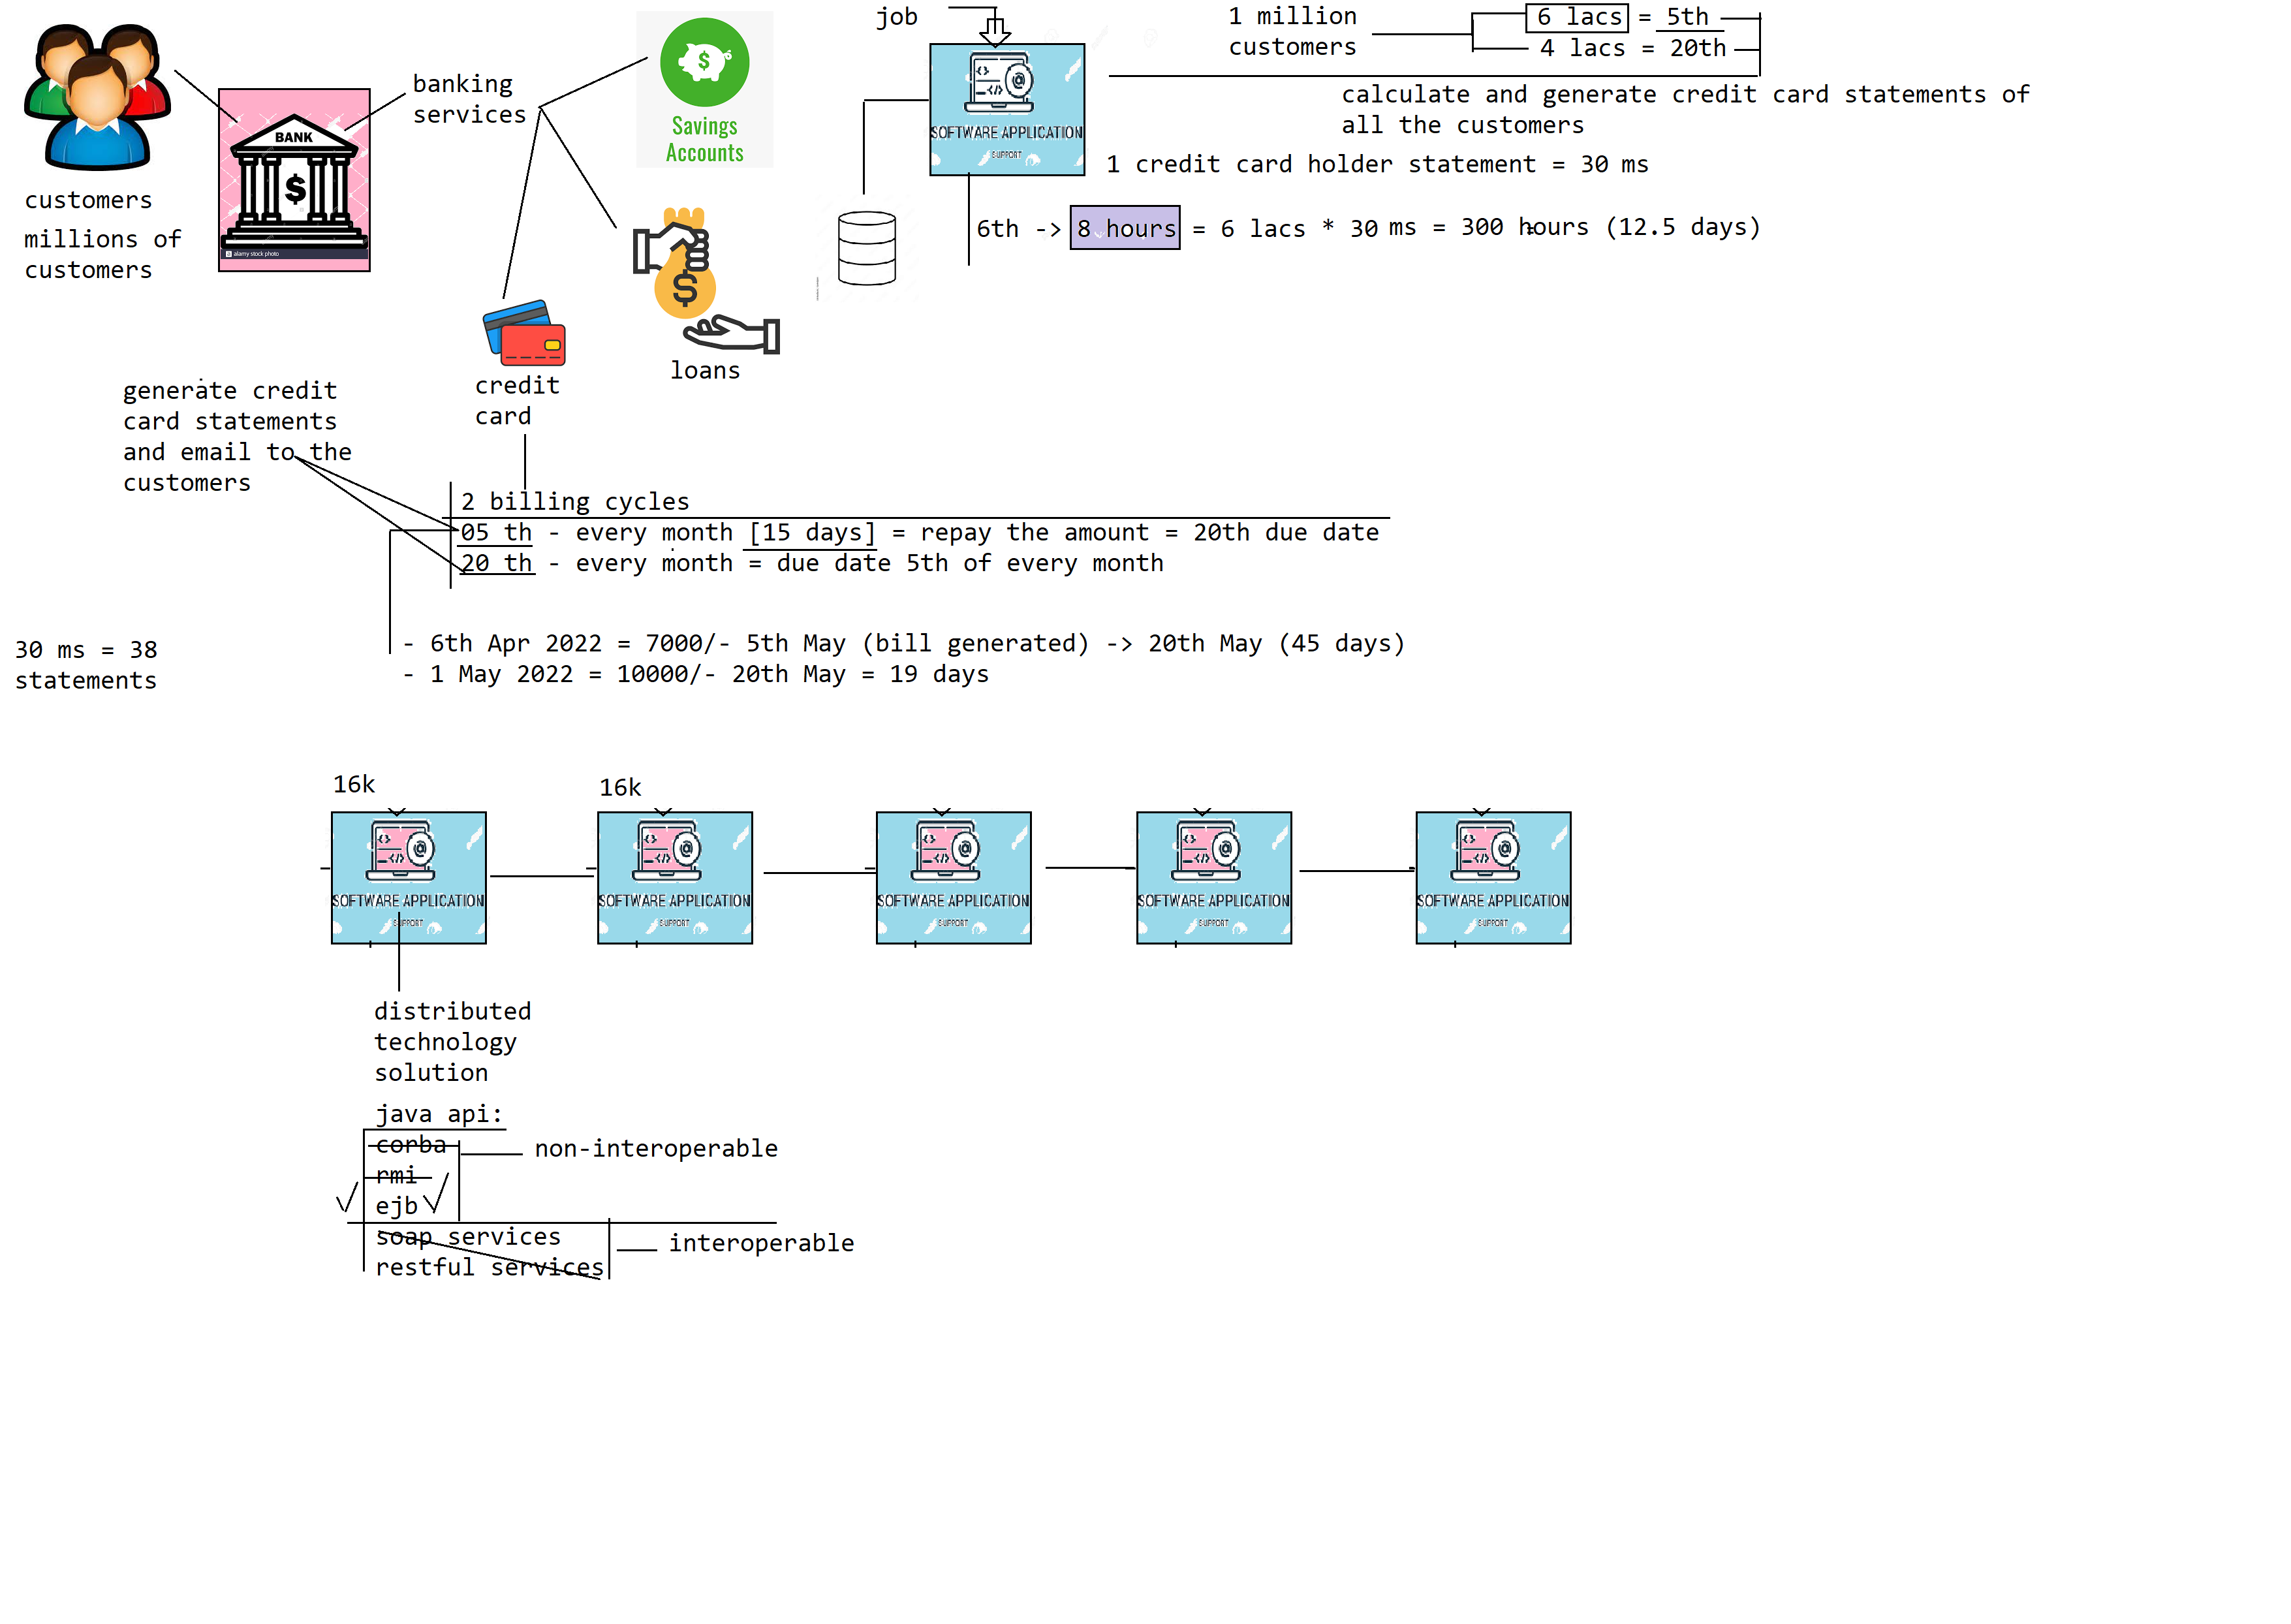 customers
millions of
customers
BANK
$
alamy stock photo
banking
services
$
Savings
Accounts
$
loans
credit
card
job
SOFTWARE APPLICATION
SUPPORT
1 million
customers
6 lacs = 5th
4 lacs = 20th
calculate and generate credit card statements of
all the customers
1 credit card holder statement = 30 ms
6th -> 8 hours = 6 lacs * 30 ms = 300 hours (12.5 days)
generate credit
card statements
and email to the
customers
2 billing cycles
05 th - every month [15 days] = repay the amount = 20th due date
20 th - every month = due date 5th of every month
- 6th Apr 2022 = 7000/- 5th May (bill generated) -> 20th May (45 days)
- 1 May 2022 = 10000/- 20th May = 19 days
30 ms = 38
statements
16k
16k
SOFTWARE APPLICATION
SUPPORT
SOFTWARE APPLICATION
SUPPORT
SOFTWARE APPLICATION
SUPPORT
SOFTWARE APPLICATION
SUPPORT
SOFTWARE APPLICATION
SUPPORT
distributed
technology
solution
java api:
corba
rmi
ejb
non-interoperable
soap services
restful services
interoperable